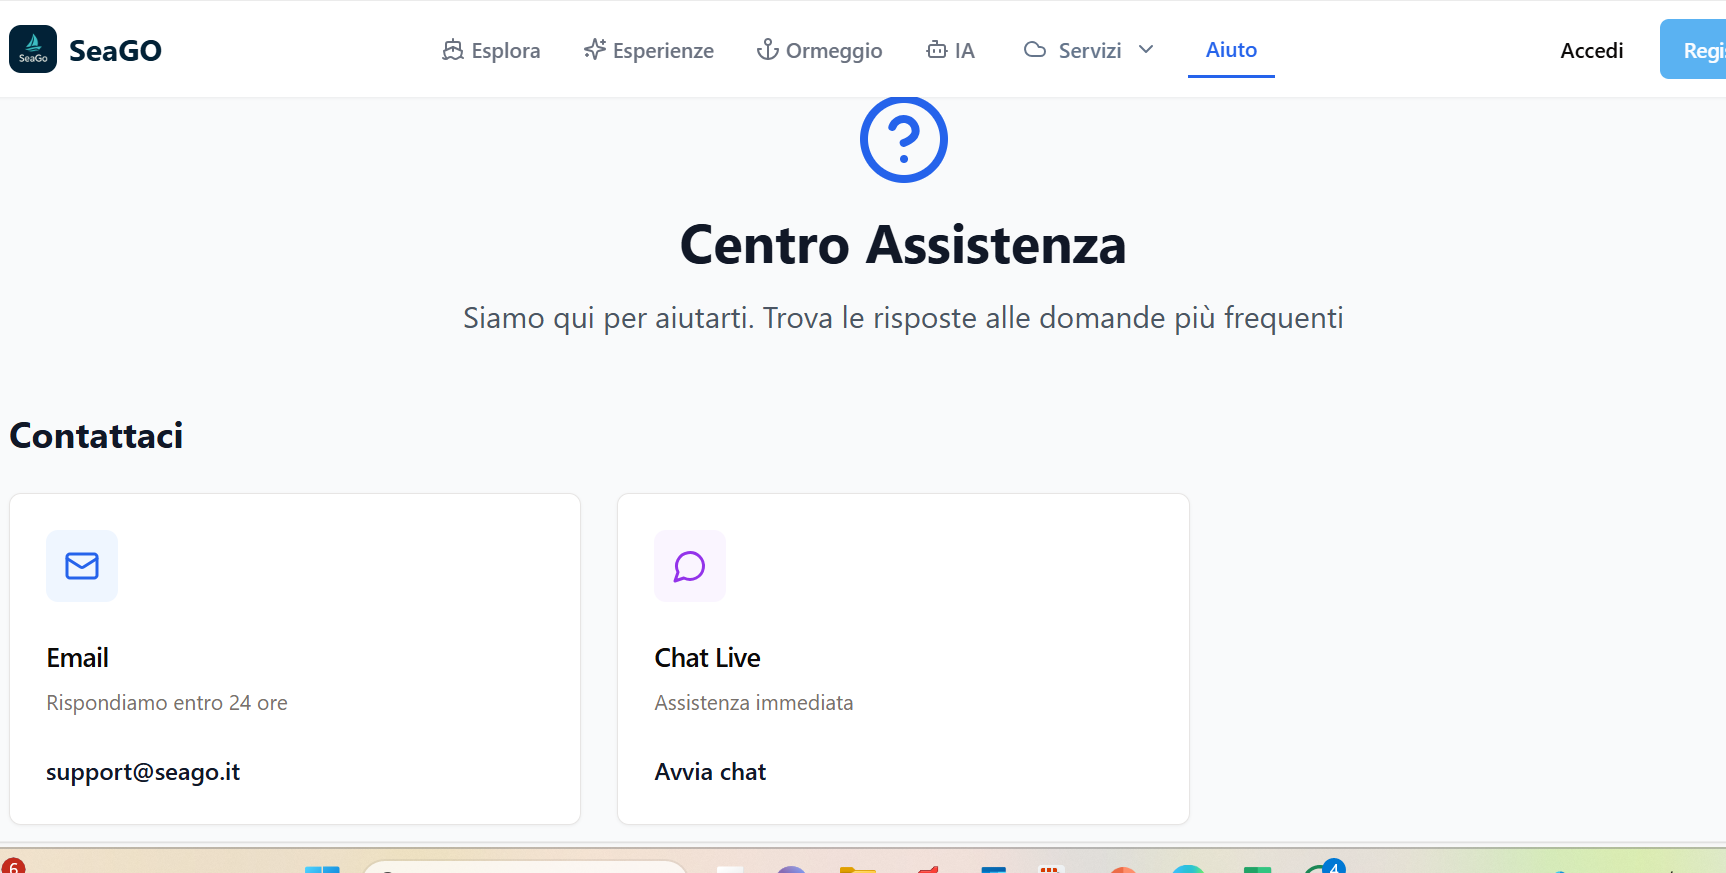 SeaGo
SeaGO
Esplora
Esperienze
Ormeggio
IA
Servizi
Aiuto
Accedi
Centro Assistenza
Siamo qui per aiutarti. Trova le risposte alle domande più frequenti
Contattaci
Email
Rispondiamo entro 24 ore
support@seago.it
Chat Live
Assistenza immediata
Avvia chat
6
4